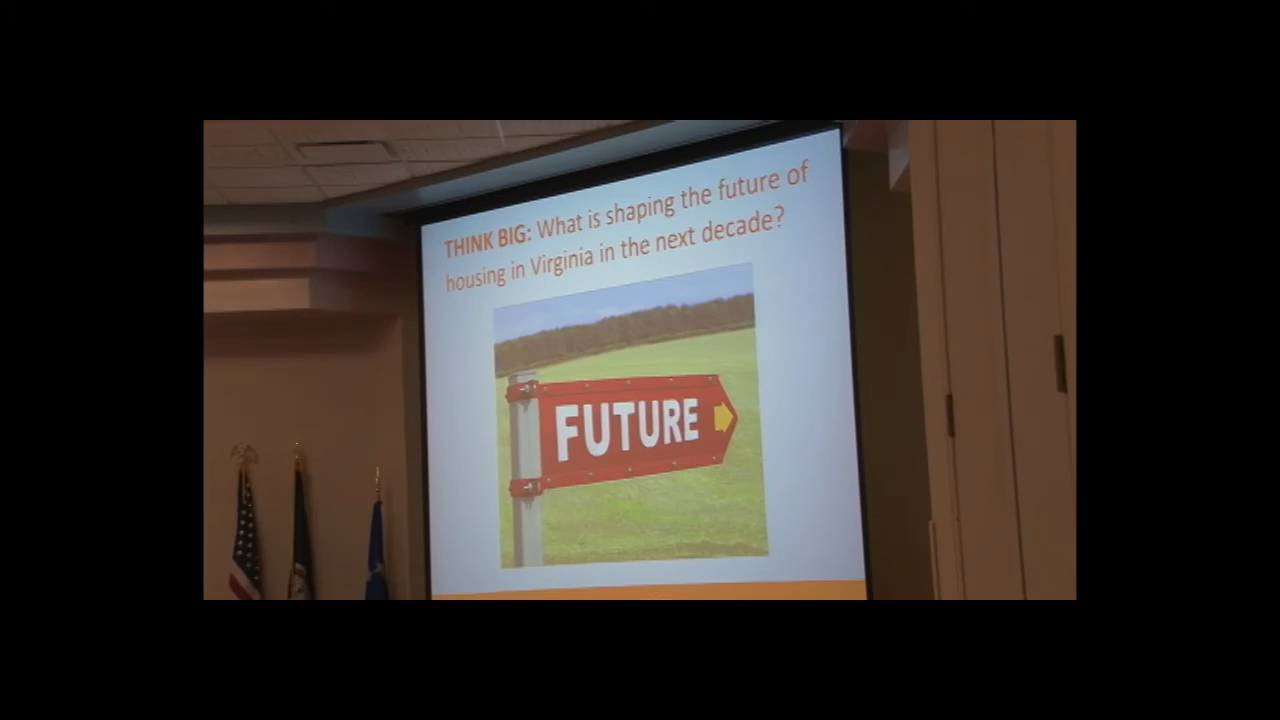 THINK BIG: What is shaping the future of
housing in Virginia in the next decade?
FUTURE